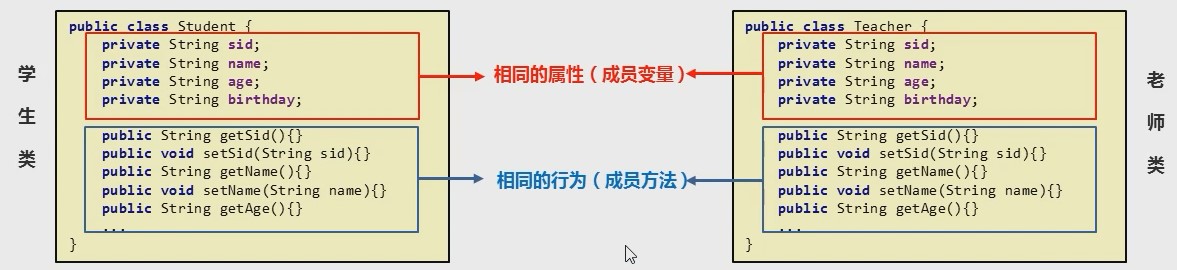 学
生
类
public class Student {
private String sid;
private String name;
private String age;
private String birthday;
public String getSid(){}
public void setSid(String sid){}
public String getName(){}
public void setName(String name){}
public String getAge(){}
...
}
相同的属性（成员变量）
相同的行为（成员方法）
public class Teacher {
private String sid;
private String name;
private String age;
private String birthday;
public String getSid(){}
public void setSid(String sid){}
public String getName(){}
public void setName(String name){}
public String getAge(){}
...
}
老
师
类